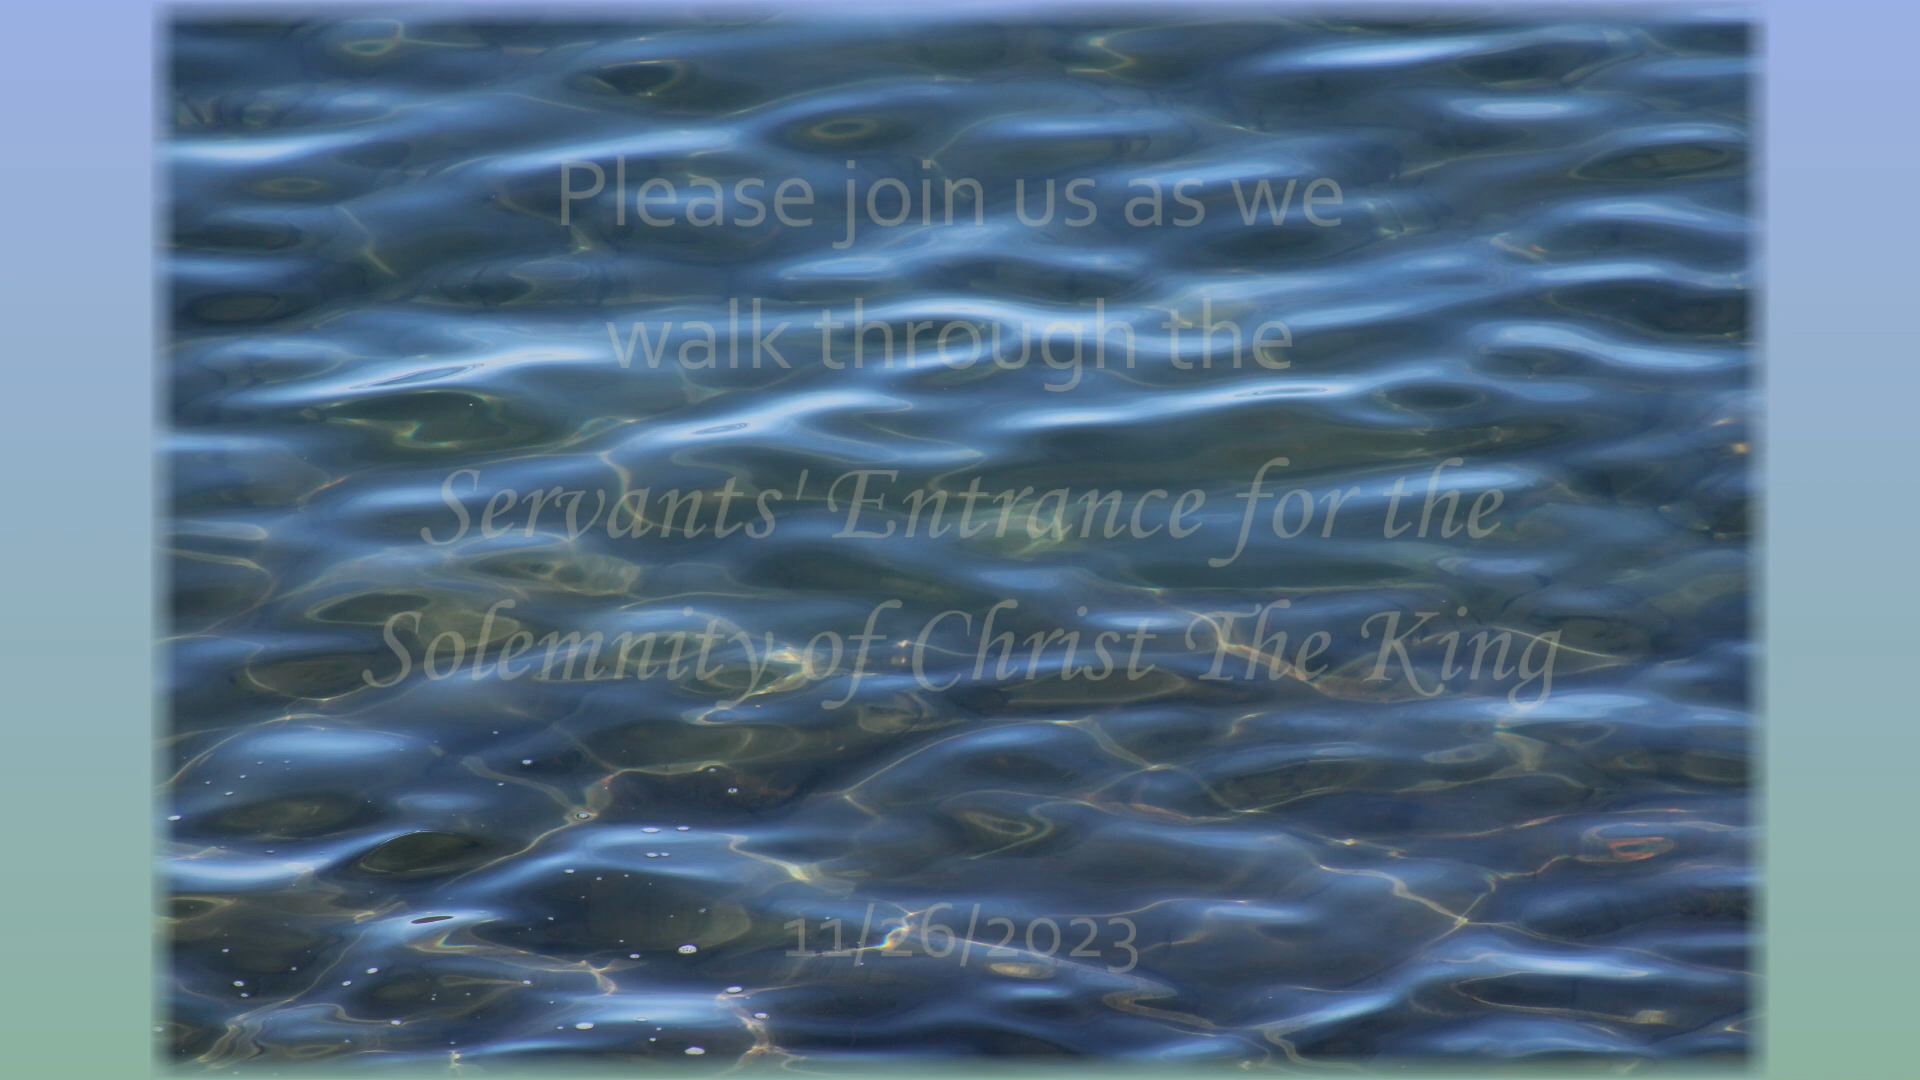 Please join us as we
walk through the
Servants' Entrance for the
Solemnity of Christ The King
11/26/2023